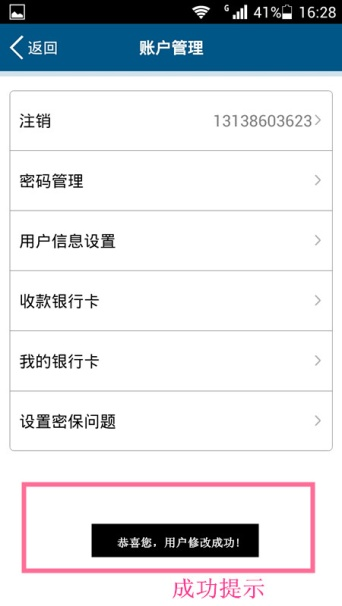 G 41% 16:28
返回 账户管理
注销 13138603623
密码管理
用户信息设置
收款银行卡
我的银行卡
设置密保问题
恭喜您，用户修改成功！
成功提示